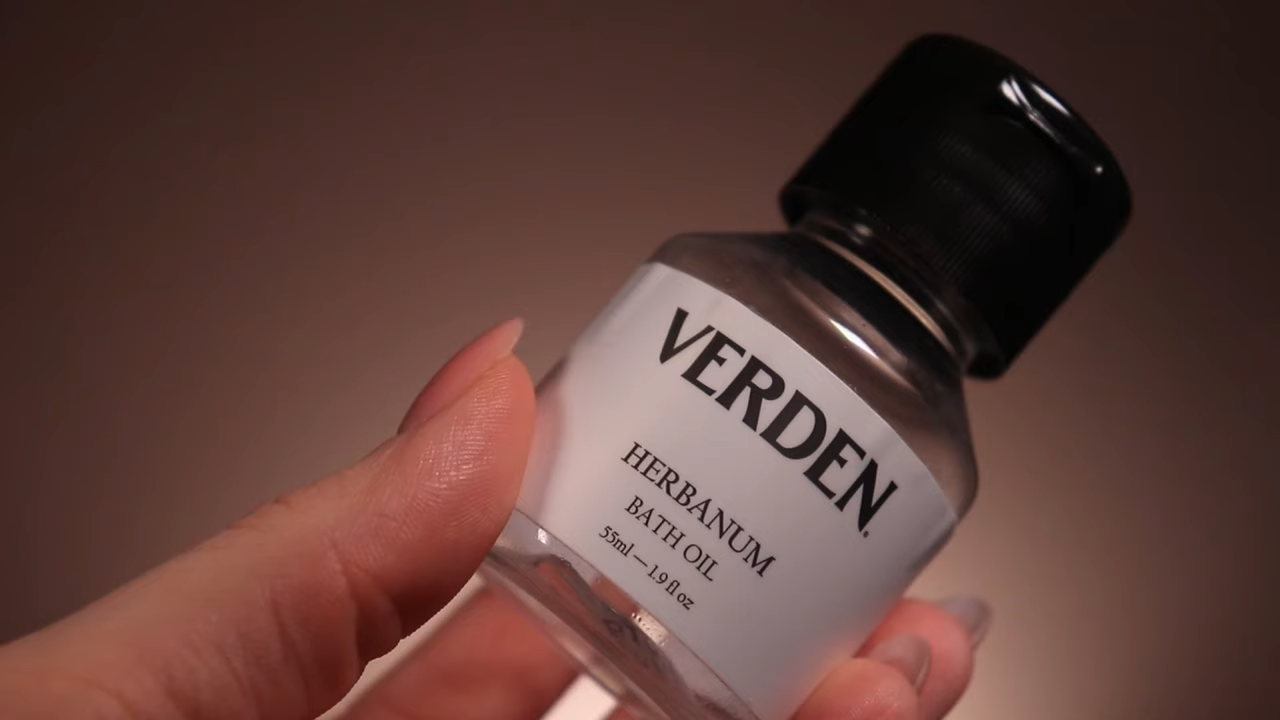 VERDEN.
HERBANUM
BATH OIL
55ml — 1.9 fl oz